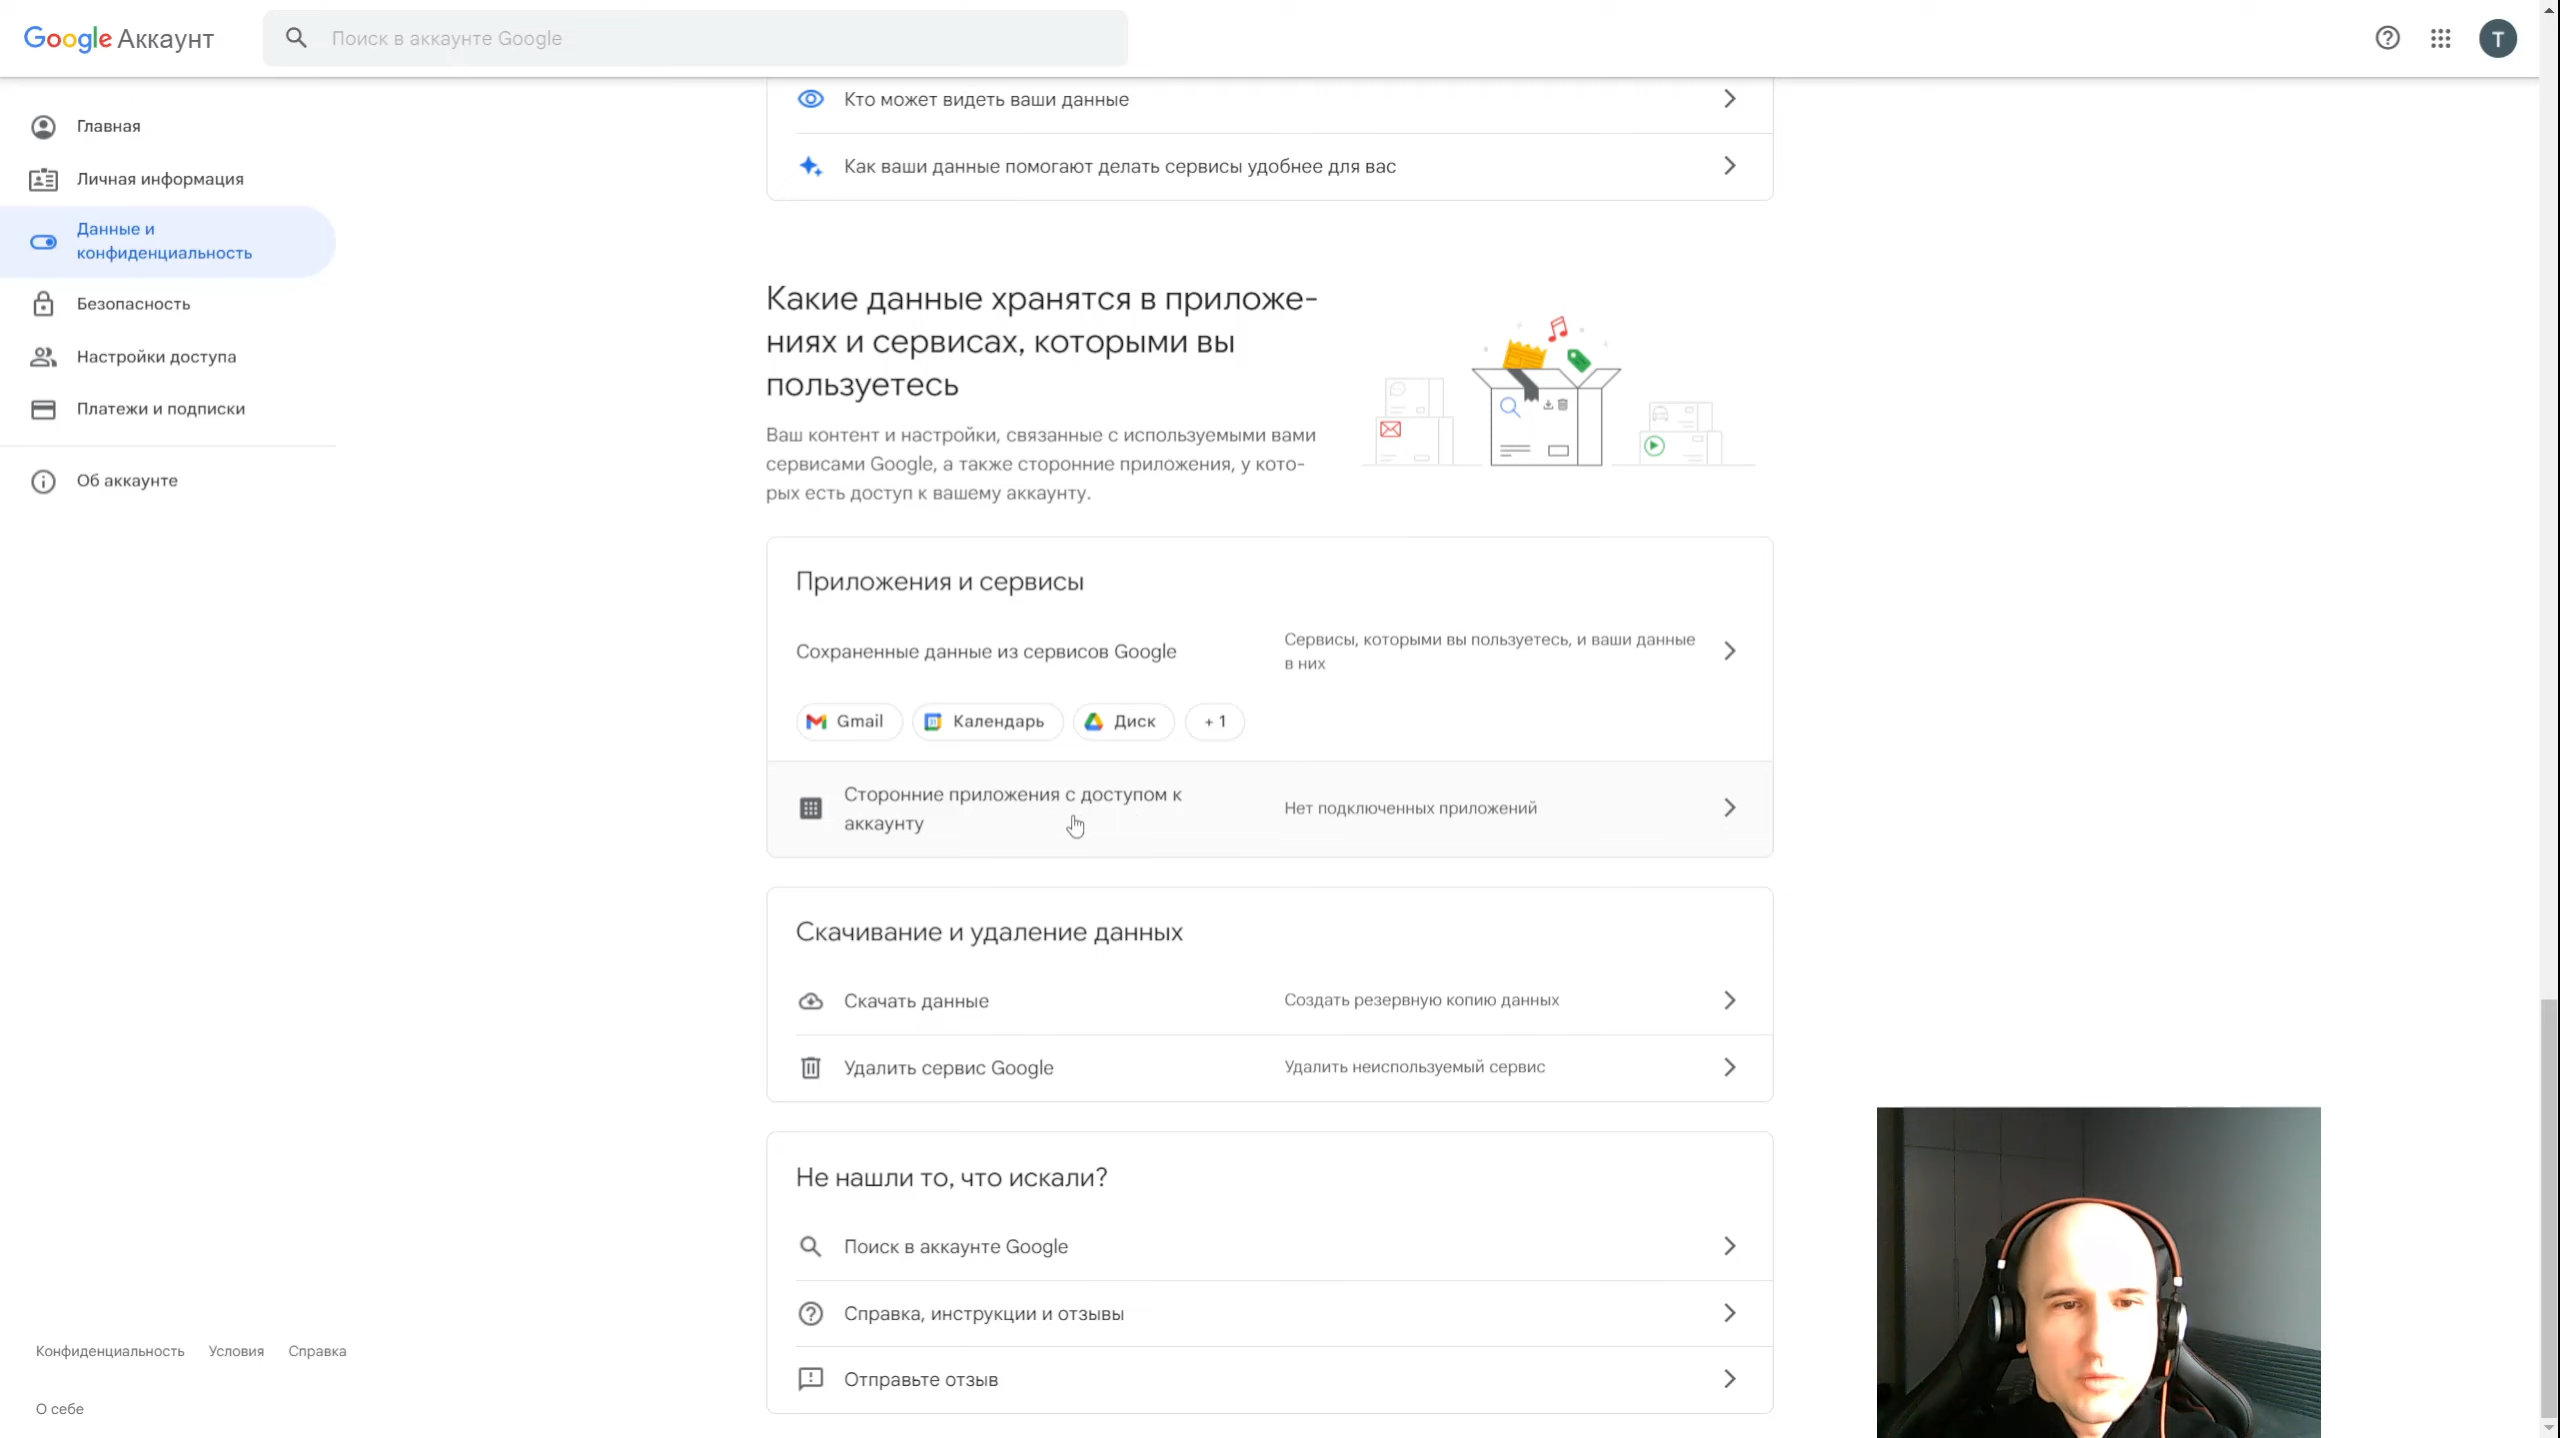 Google Аккаунт
Поиск в аккаунте Google
T
Главная
Личная информация
Данные и
конфиденциальность
Безопасность
Настройки доступа
Платежи и подписки
Об аккаунте
Кто может видеть ваши данные
Как ваши данные помогают делать сервисы удобнее для вас
Какие данные хранятся в приложе-
ниях и сервисах, которыми вы
пользуетесь
Ваш контент и настройки, связанные с используемыми вами
сервисами Google, а также сторонние приложения, у кото-
рых есть доступ к вашему аккаунту.
Приложения и сервисы
Сохраненные данные из сервисов Google
Сервисы, которыми вы пользуетесь, и ваши данные
в них
Gmail
Календарь
Диск
+ 1
Сторонние приложения с доступом к
аккаунту
Нет подключенных приложений
Скачивание и удаление данных
Скачать данные
Создать резервную копию данных
Удалить сервис Google
Удалить неиспользуемый сервис
Не нашли то, что искали?
Поиск в аккаунте Google
Справка, инструкции и отзывы
Отправьте отзыв
Конфиденциальность Условия Справка
О себе